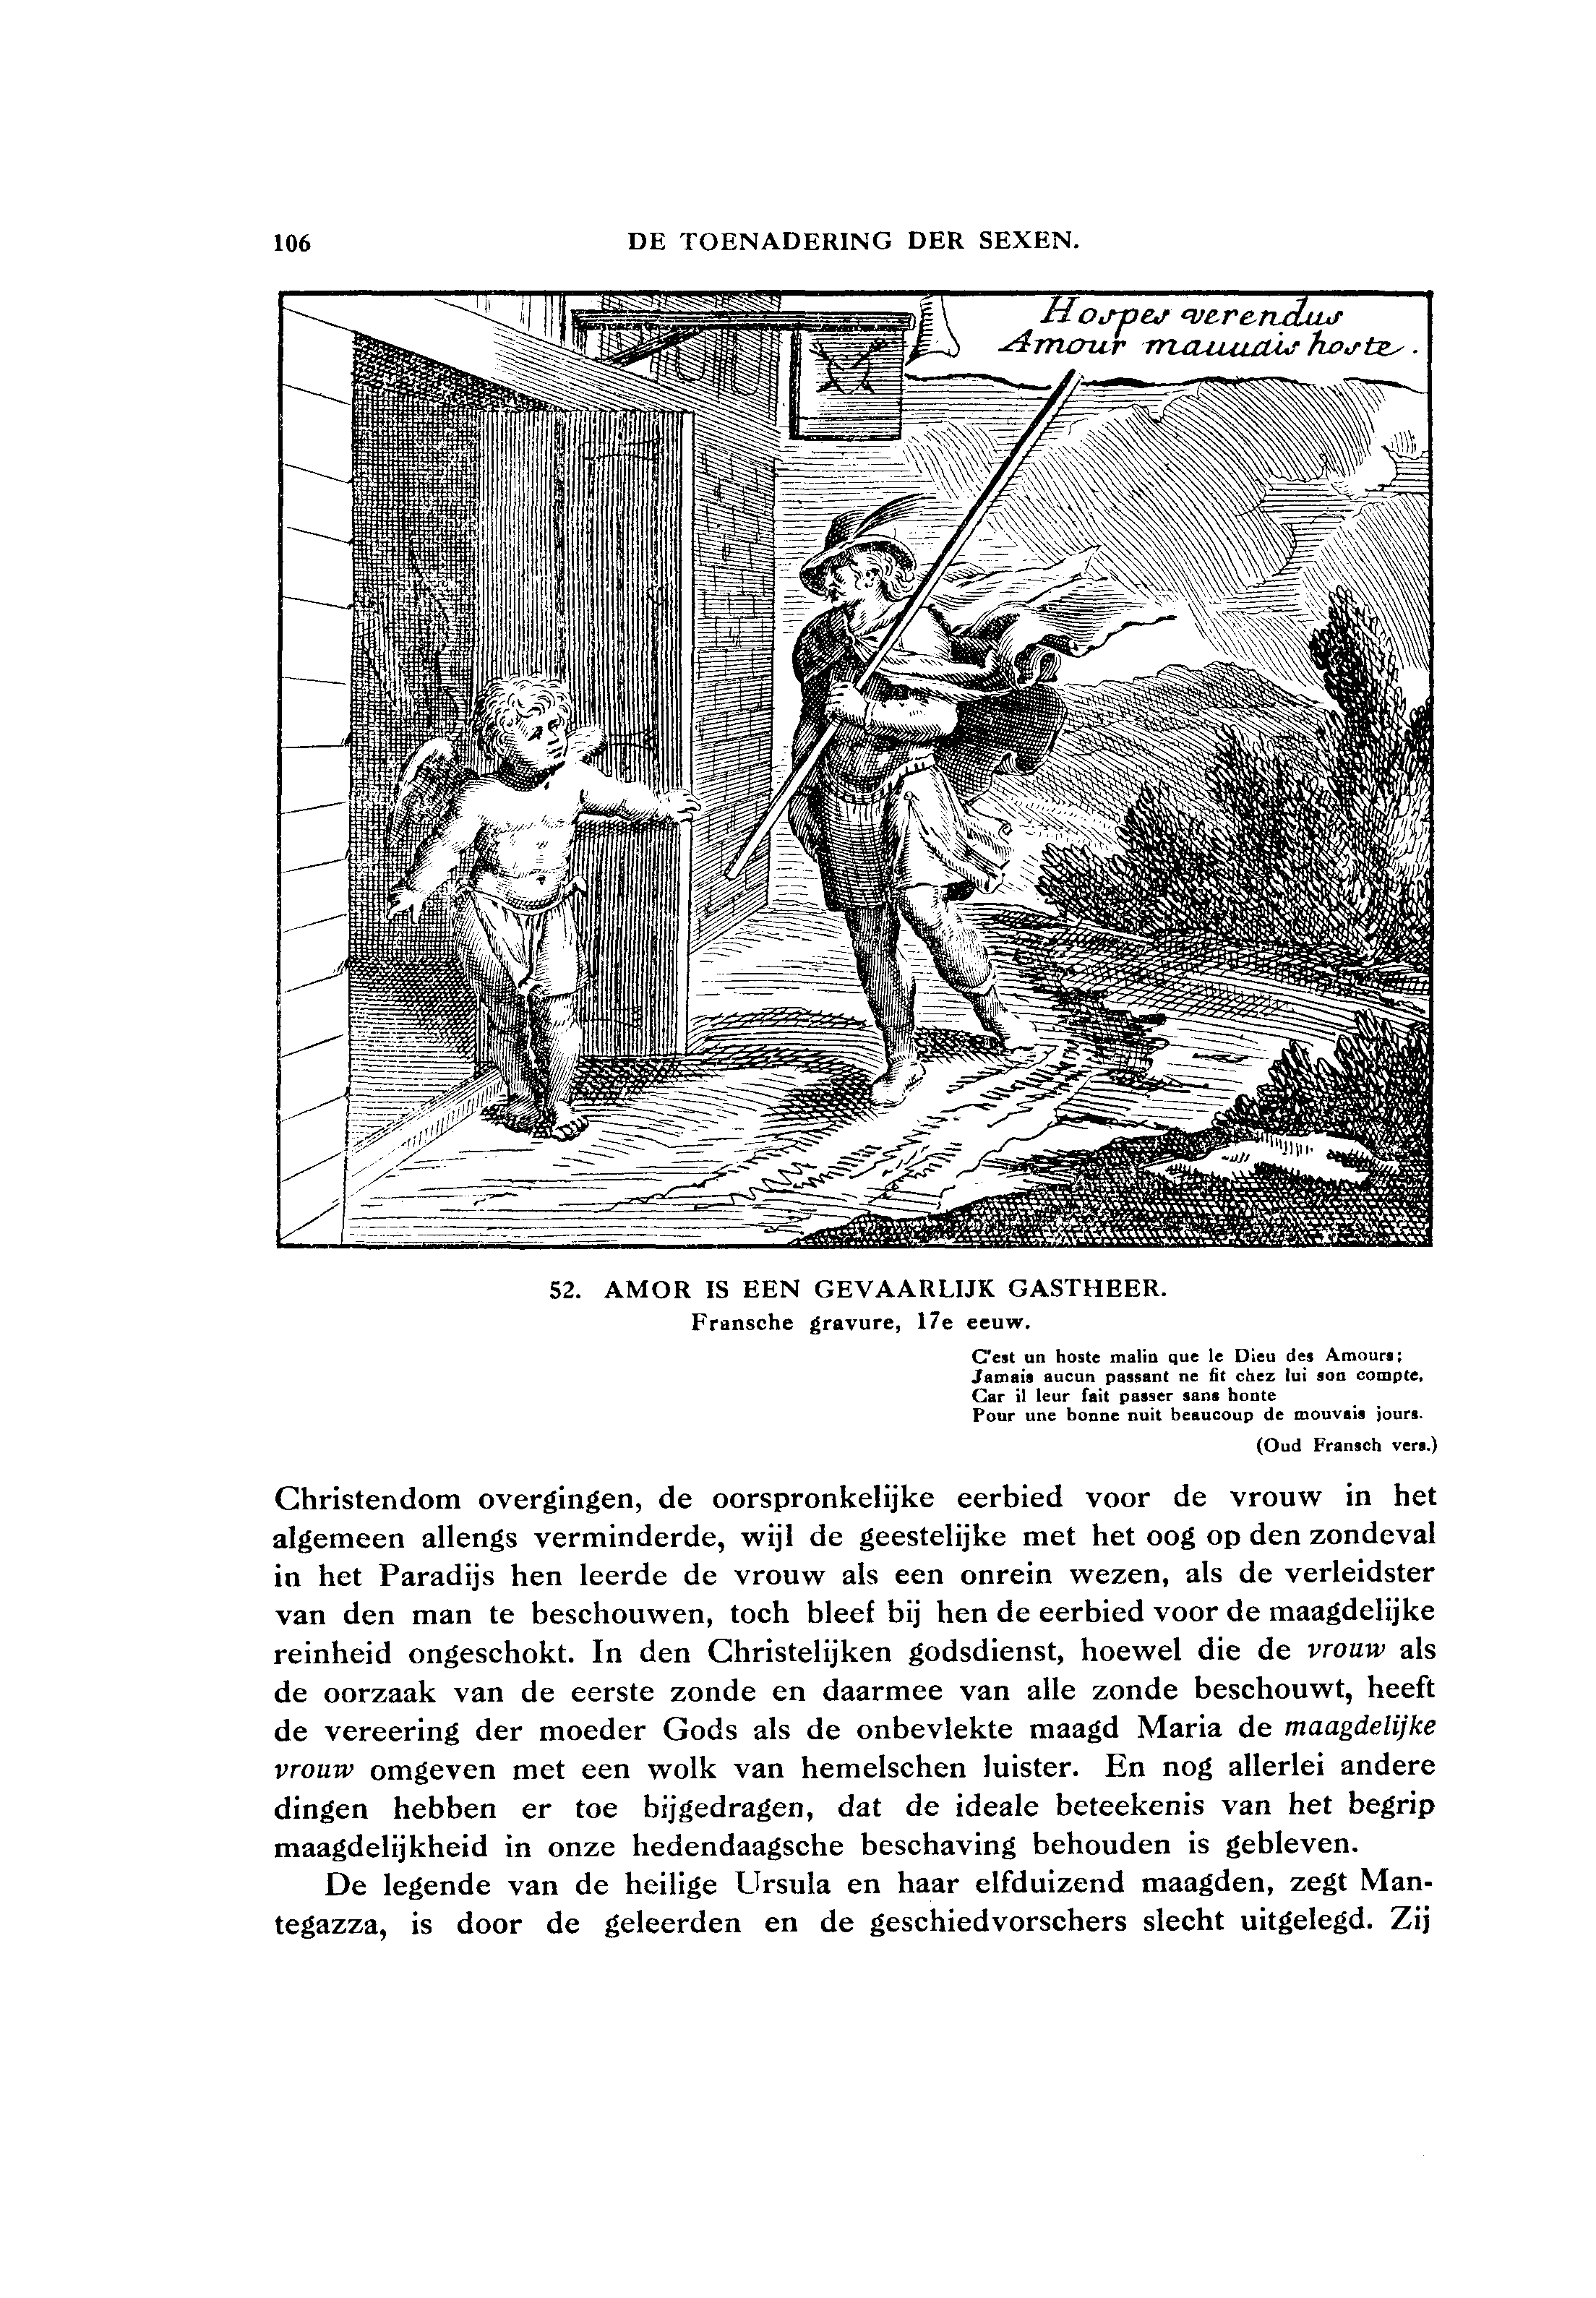 106
DE TOENADERING DER SEXEN.
Hospes verendus
Amour mauuais hoste.
52. AMOR IS EEN GEVAARLIJK GASTHEER.
Fransche gravure, 17e eeuw.
C'est un hoste malin que le Dieu des Amours;
Jamais aucun passant ne fit chez lui son compte,
Car il leur fait passer sans honte
Pour une bonne nuit beaucoup de mouvais jours.
(Oud Fransch vers.)
Christendom overgingen, de oorspronkelijke eerbied voor de vrouw in het
algemeen allengs verminderde, wijl de geestelijke met het oog op den zondeval
in het Paradijs hen leerde de vrouw als een onrein wezen, als de verleidster
van den man te beschouwen, toch bleef bij hen de eerbied voor de maagdelijke
reinheid ongeschokt. In den Christelijken godsdienst, hoewel die de vrouw als
de oorzaak van de eerste zonde en daarmee van alle zonde beschouwt, heeft
de vereering der moeder Gods als de onbevlekte maagd Maria de maagdelijke
vrouw omgeven met een wolk van hemelschen luister. En nog allerlei andere
dingen hebben er toe bijgedragen, dat de ideale beteekenis van het begrip
maagdelijkheid in onze hedendaagsche beschaving behouden is gebleven.
De legende van de heilige Ursula en haar elfduizend maagden, zegt Man-
tegazza, is door de geleerden en de geschiedvorschers slecht uitgelegd. Zij